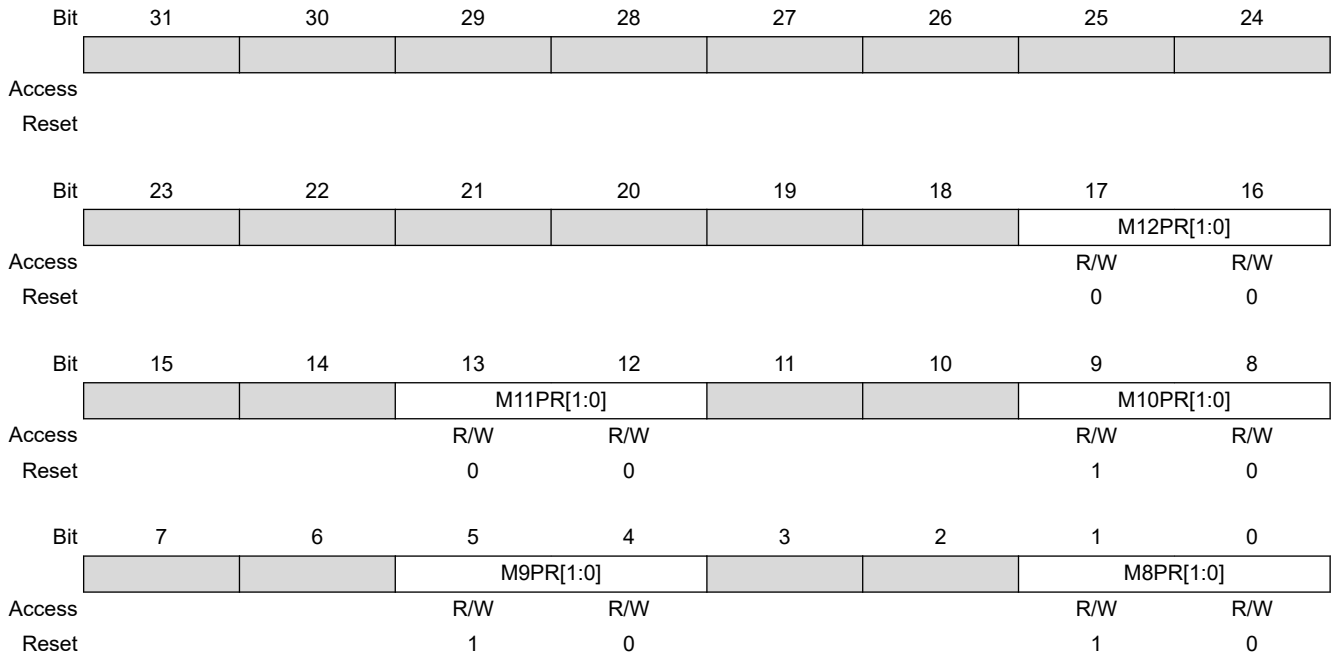 Bit 31 30 29 28 27 26 25 24
Access
Reset
Bit 23 22 21 20 19 18 17 16
M12PR[1:0]
Access R/W R/W
Reset 0 0
Bit 15 14 13 12 11 10 9 8
M11PR[1:0] M10PR[1:0]
Access R/W R/W R/W R/W
Reset 0 0 1 0
Bit 7 6 5 4 3 2 1 0
M9PR[1:0] M8PR[1:0]
Access R/W R/W R/W R/W
Reset 1 0 1 0